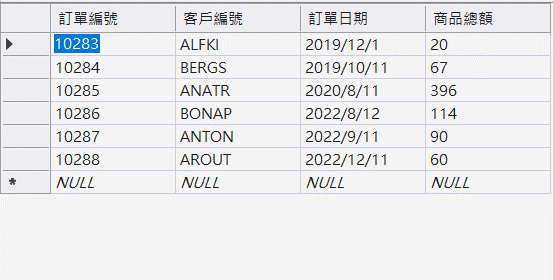 訂單編號 客戶編號 訂單日期 商品總額
10283 ALFKI 2019/12/1 20
10284 BERGS 2019/10/11 67
10285 ANATR 2020/8/11 396
10286 BONAP 2022/8/12 114
10287 ANTON 2022/9/11 90
10288 AROUT 2022/12/11 60
NULL NULL NULL NULL